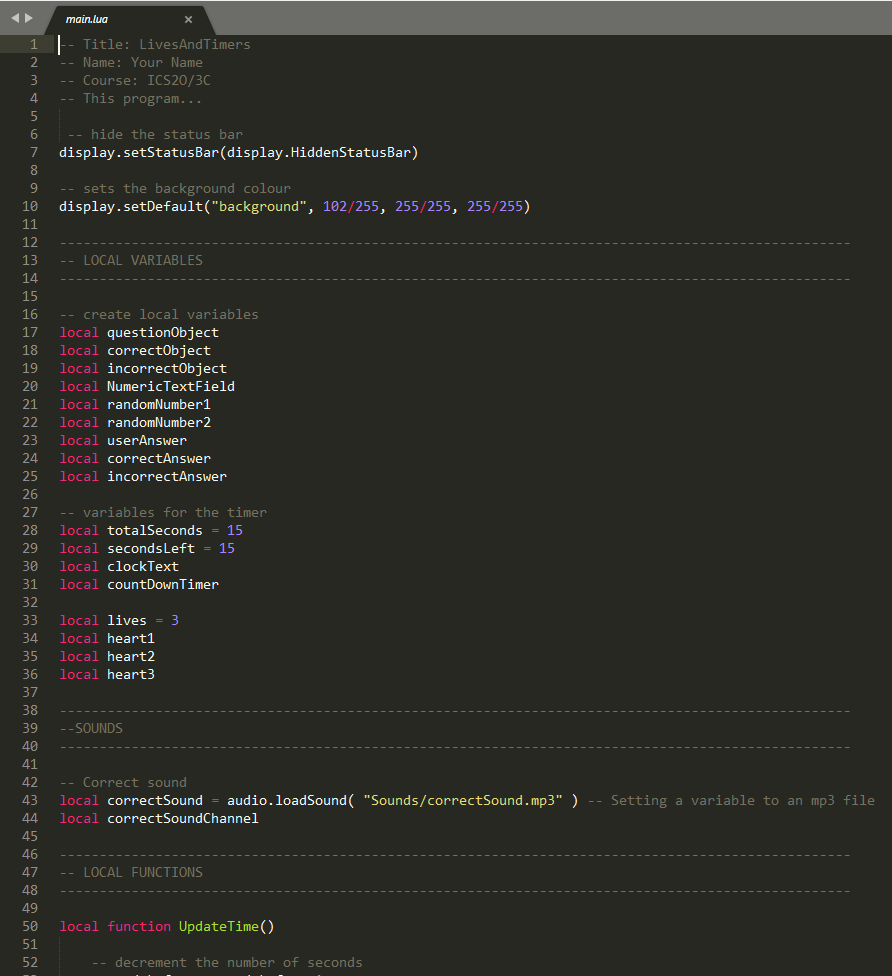 main.lua ×
1 -- Title: LivesAndTimers
2 -- Name: Your Name
3 -- Course: ICS2O/3C
4 -- This program...
5
6 -- hide the status bar
7 display.setStatusBar(display.HiddenStatusBar)
8
9 -- sets the background colour
10 display.setDefault("background", 102/255, 255/255, 255/255)
11
12 ---------------------------------------------------------------------------------------------------
13 -- LOCAL VARIABLES
14 ---------------------------------------------------------------------------------------------------
15
16 -- create local variables
17 local questionObject
18 local correctObject
19 local incorrectObject
20 local NumericTextField
21 local randomNumber1
22 local randomNumber2
23 local userAnswer
24 local correctAnswer
25 local incorrectAnswer
26
27 -- variables for the timer
28 local totalSeconds = 15
29 local secondsLeft = 15
30 local clockText
31 local countDownTimer
32
33 local lives = 3
34 local heart1
35 local heart2
36 local heart3
37
38 ---------------------------------------------------------------------------------------------------
39 --SOUNDS
40 ---------------------------------------------------------------------------------------------------
41
42 -- Correct sound
43 local correctSound = audio.loadSound( "Sounds/correctSound.mp3" ) -- Setting a variable to an mp3 file
44 local correctSoundChannel
45
46 ---------------------------------------------------------------------------------------------------
47 -- LOCAL FUNCTIONS
48 ---------------------------------------------------------------------------------------------------
49
50 local function UpdateTime()
51
52 -- decrement the number of seconds